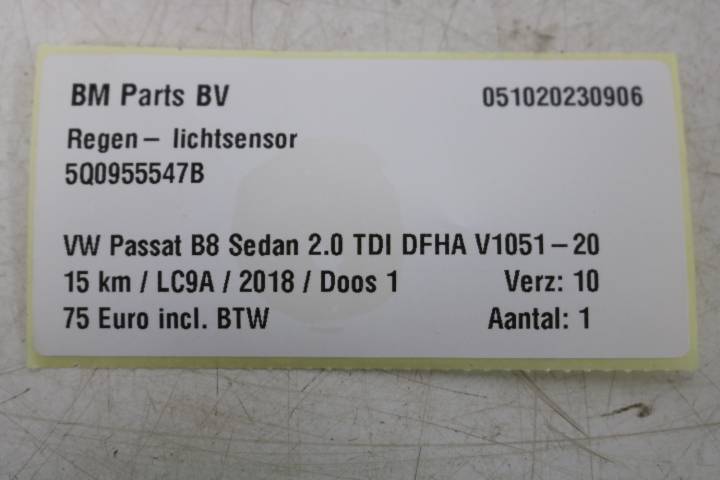 BM Parts BV 051020230906
Regen - lichtsensor
5Q0955547B
VW Passat B8 Sedan 2.0 TDI DFHA V1051-20
15 km / LC9A / 2018 / Doos 1 Verz: 10
75 Euro incl. BTW Aantal: 1